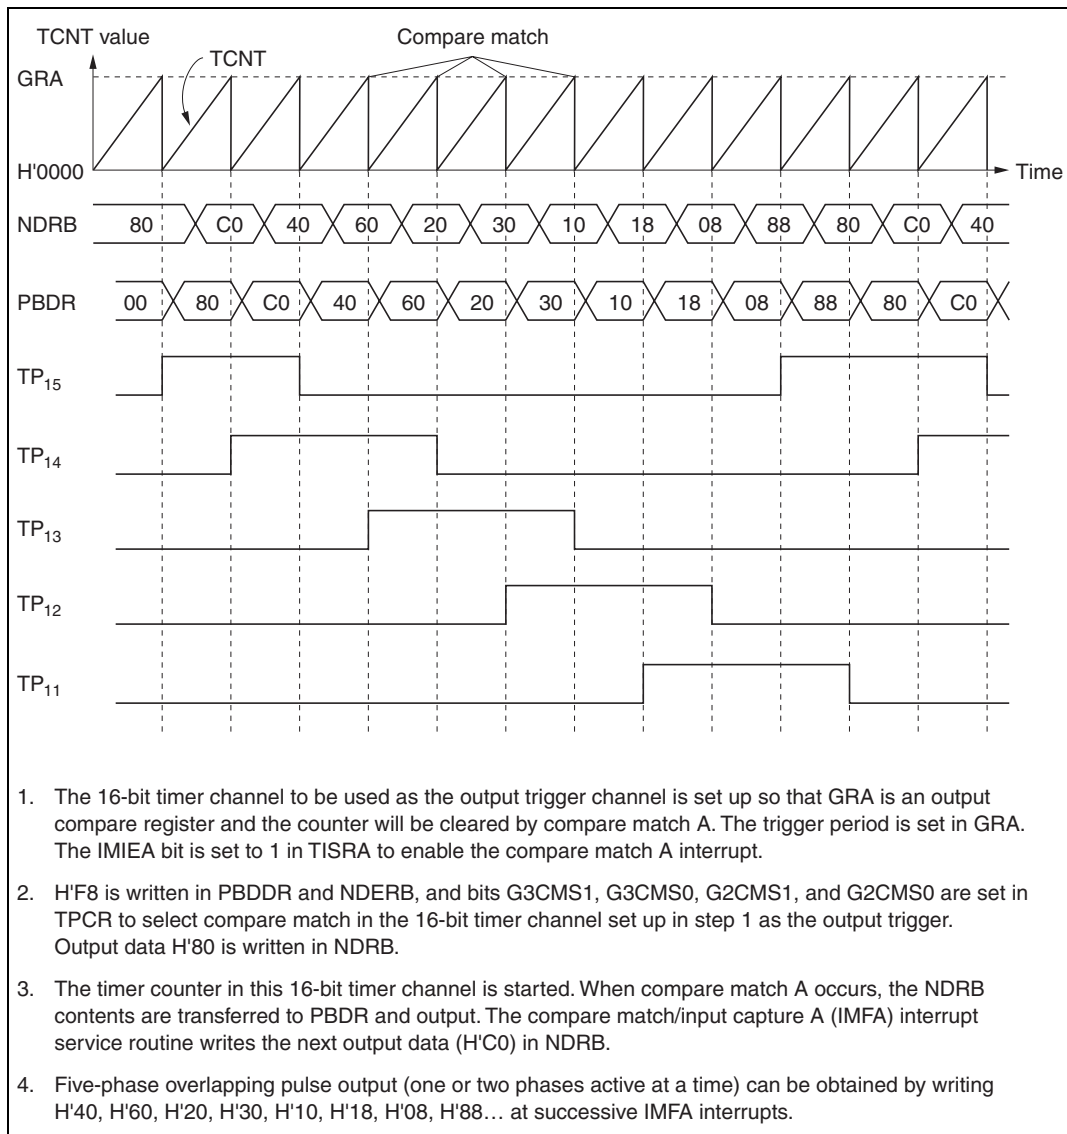 TCNT value
Compare match
TCNT
GRA
H'0000
Time
NDRB 80 C0 40 60 20 30 10 18 08 88 80 C0 40
PBDR 00 80 C0 40 60 20 30 10 18 08 88 80 C0
TP15
TP14
TP13
TP12
TP11
1. The 16-bit timer channel to be used as the output trigger channel is set up so that GRA is an output
compare register and the counter will be cleared by compare match A. The trigger period is set in GRA.
The IMIEA bit is set to 1 in TISRA to enable the compare match A interrupt.
2. H'F8 is written in PBDDR and NDERB, and bits G3CMS1, G3CMS0, G2CMS1, and G2CMS0 are set in
TPCR to select compare match in the 16-bit timer channel set up in step 1 as the output trigger.
Output data H'80 is written in NDRB.
3. The timer counter in this 16-bit timer channel is started. When compare match A occurs, the NDRB
contents are transferred to PBDR and output. The compare match/input capture A (IMFA) interrupt
service routine writes the next output data (H'C0) in NDRB.
4. Five-phase overlapping pulse output (one or two phases active at a time) can be obtained by writing
H'40, H'60, H'20, H'30, H'10, H'18, H'08, H'88… at successive IMFA interrupts.